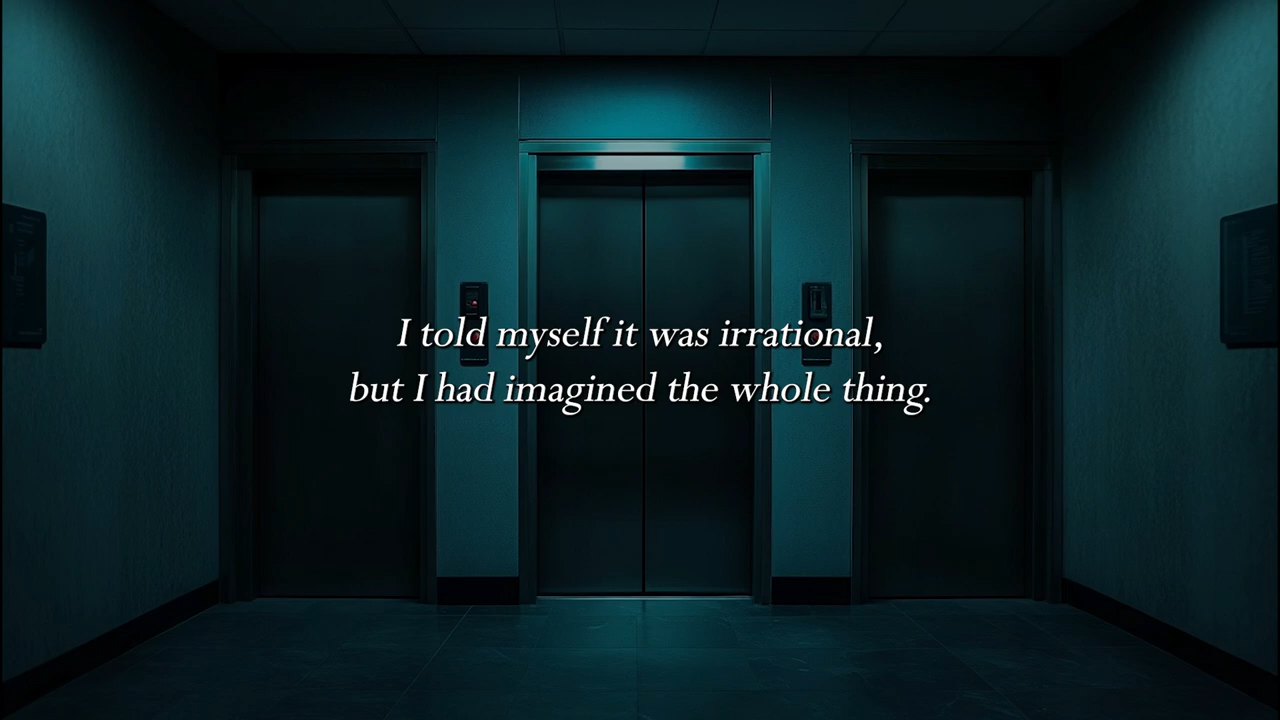 I told myself it was irrational,
but I had imagined the whole thing.